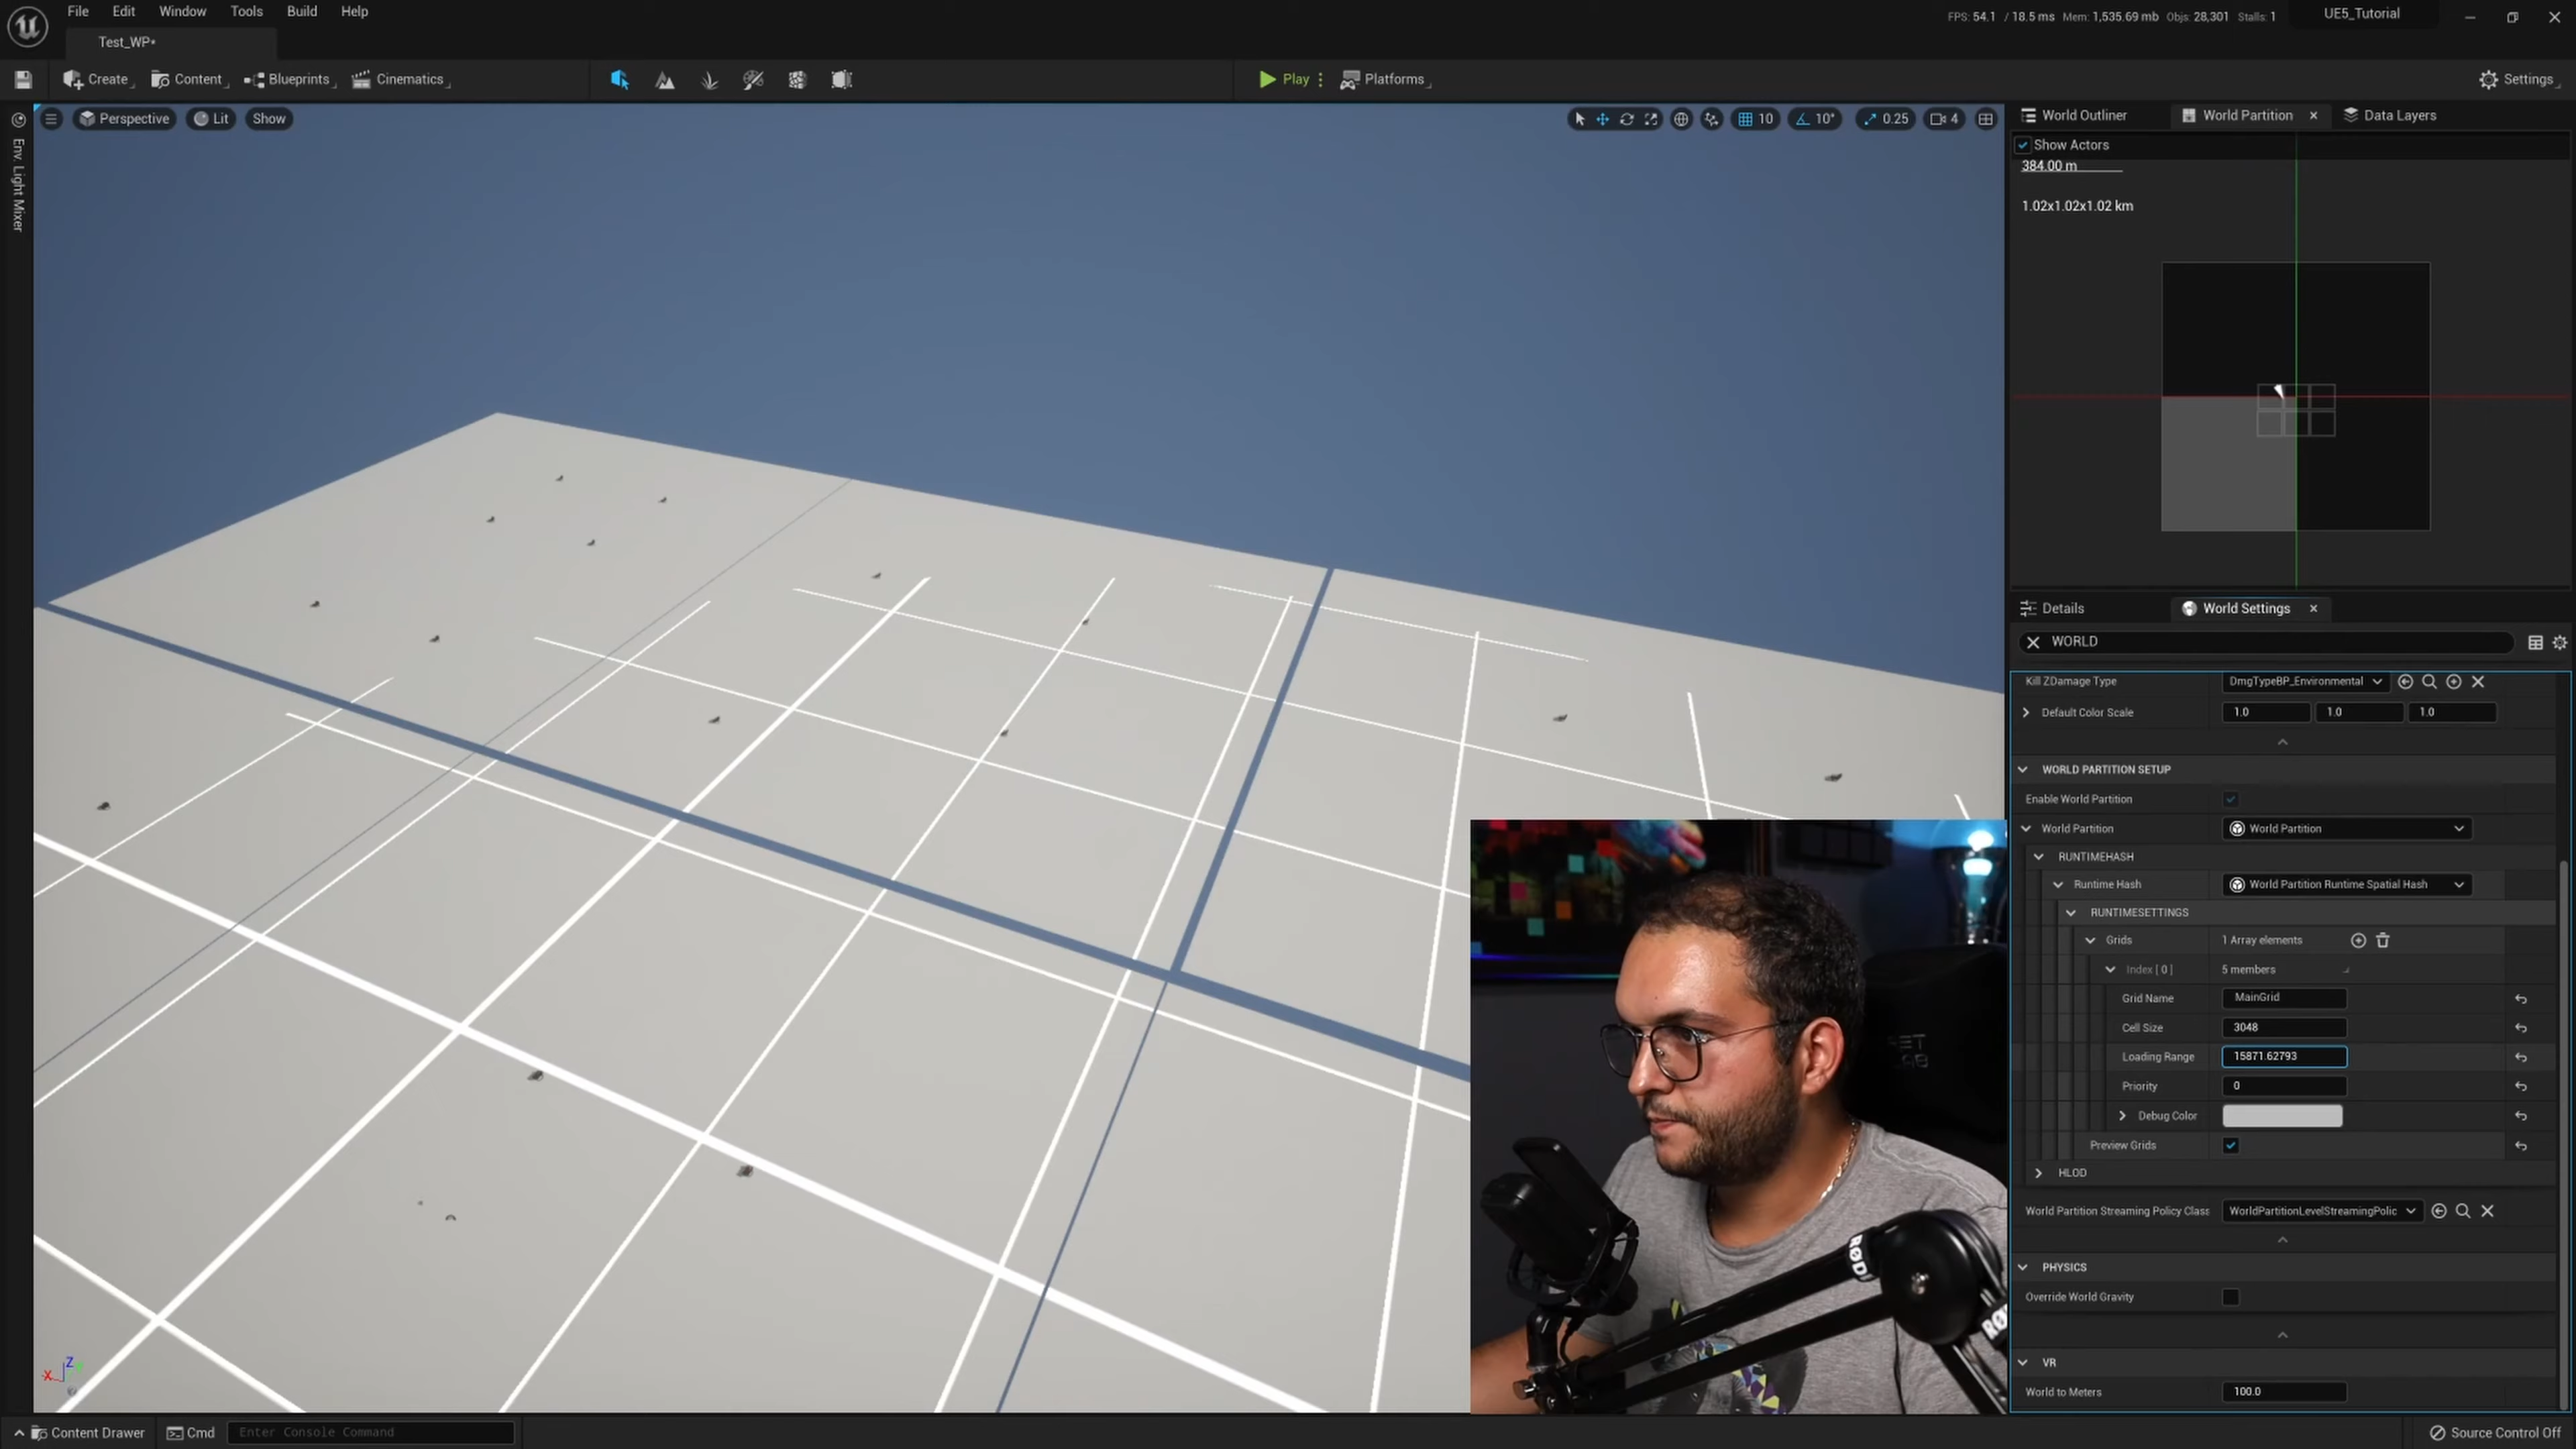 File Edit Window Tools Build Help
FPS: 54.1 / 18.5 ms Mem: 1,535.69 mb Objs: 28,301 Stalls: 1
UE5_Tutorial
Test_WP*
Create Content Blueprints Cinematics
Play Platforms
Settings
Env. Light Mixer
Perspective Lit Show
10 10° 0.25 4
World Outliner World Partition Data Layers
Show Actors
384.00 m
1.02x1.02x1.02 km
Details World Settings
WORLD
Kill ZDamage Type DmgTypeBP_Environmental
Default Color Scale 1.0 1.0 1.0
WORLD PARTITION SETUP
Enable World Partition
World Partition World Partition
RUNTIMEHASH
Runtime Hash World Partition Runtime Spatial Hash
RUNTIMESETTINGS
Grids 1 Array elements
Index [ 0 ] 5 members
Grid Name MainGrid
Cell Size 3048
Loading Range 15871.62793
Priority 0
Debug Color
Preview Grids
HLOD
World Partition Streaming Policy Class WorldPartitionLevelStreamingPolic
PHYSICS
Override World Gravity
VR
World to Meters 100.0
X Z
RØD
RØ
Content Drawer Cmd Enter Console Command
Source Control Off